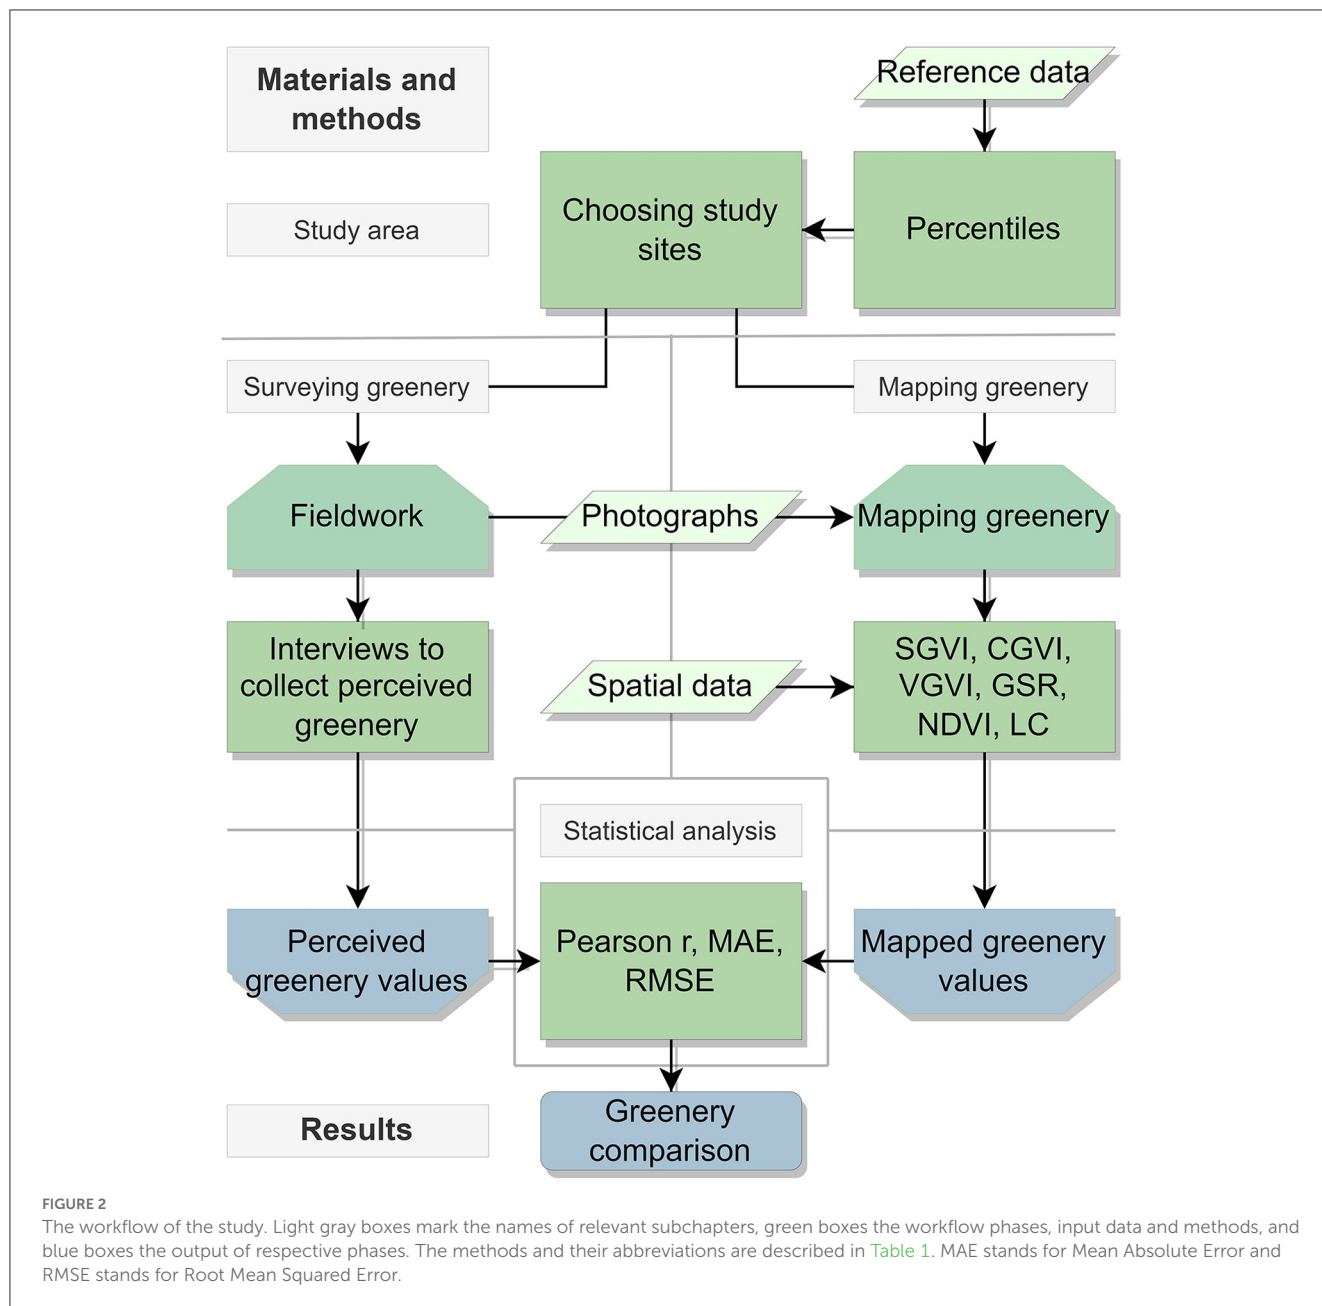 Materials and
methods
Reference data
Study area
Choosing study
sites
Percentiles
Surveying greenery
Mapping greenery
Fieldwork
Photographs
Mapping greenery
Interviews to
collect perceived
greenery
Spatial data
SGVI, CGVI,
VGVI, GSR,
NDVI, LC
Statistical analysis
Perceived
greenery values
Pearson r, MAE,
RMSE
Mapped greenery
values
Results
Greenery
comparison
FIGURE 2
The workflow of the study. Light gray boxes mark the names of relevant subchapters, green boxes the workflow phases, input data and methods, and
blue boxes the output of respective phases. The methods and their abbreviations are described in Table 1. MAE stands for Mean Absolute Error and
RMSE stands for Root Mean Squared Error.